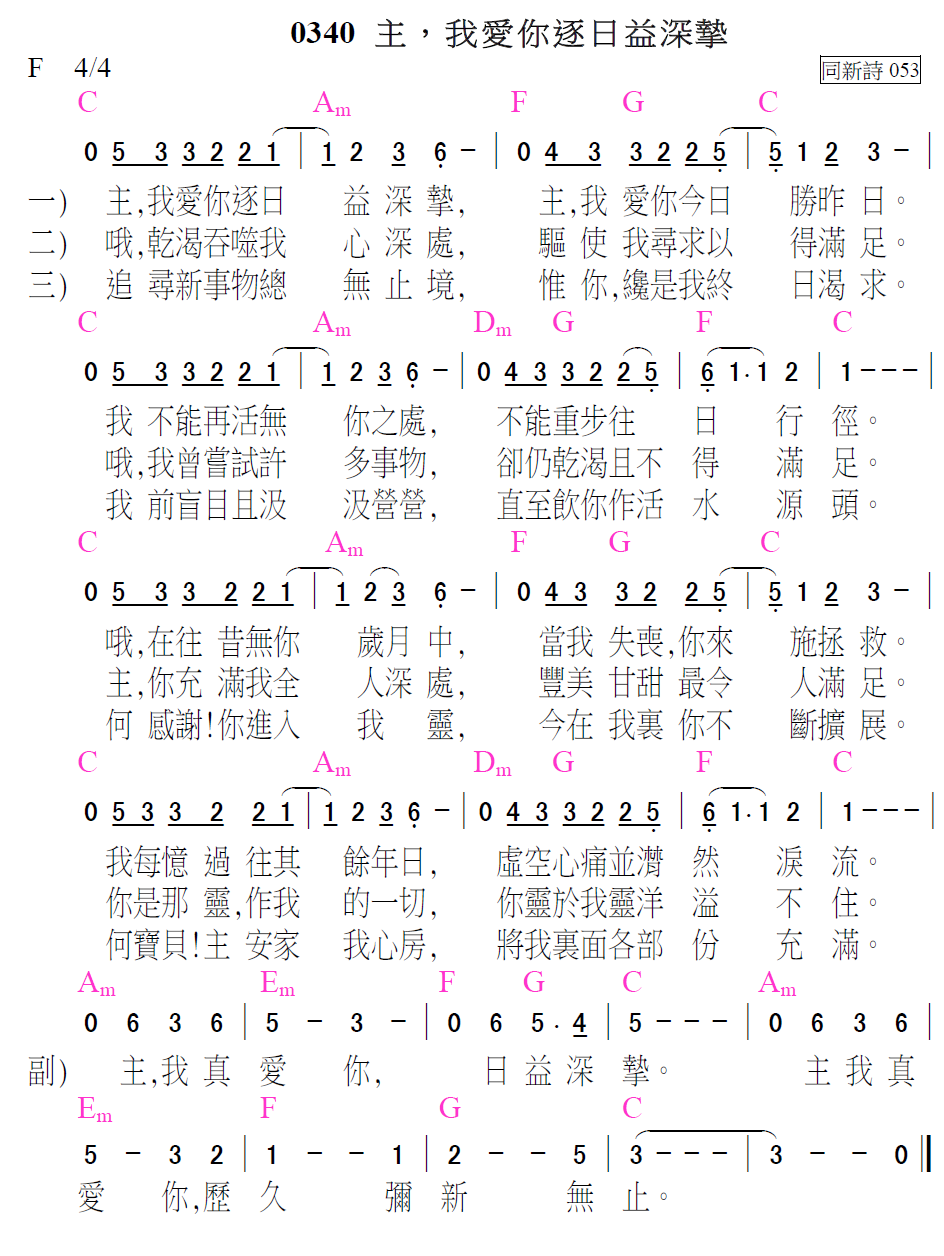 0340 主，我愛你逐日益深摯
F 4/4 同新詩 053
C Am F G C
0 5 3 3 2 2 1 | 1 2 3 6 - | 0 4 3 3 2 2 5 | 5 1 2 3 - |
一) 主,我愛你逐日 益 深 摯, 主,我 愛你今日 勝昨 日。
二) 哦,乾渴吞噬我 心 深 處, 驅 使 我尋求以 得滿 足。
三) 追 尋新事物總 無 止 境, 惟 你,纔是我終 日渴 求。
C Am Dm G F C
0 5 3 3 2 2 1 | 1 2 3 6 - | 0 4 3 3 2 2 5 | 6 1·1 2 | 1 - - - |
我 不能再活無 你之處, 不能重步往 日 行 徑。
哦,我曾嘗試許 多事物, 卻仍乾渴且不 得 滿 足。
我 前盲目且汲 汲營營, 直至飲你作活 水 源 頭。
C Am F G C
0 5 3 3 2 2 1 | 1 2 3 6 - | 0 4 3 3 2 2 5 | 5 1 2 3 - |
哦,在往 昔無你 歲月 中, 當我 失喪,你來 施拯 救。
主,你充 滿我全 人深 處, 豐美 甘甜 最令 人滿 足。
何 感謝!你進入 我 靈, 今在 我裏 你不 斷擴 展。
C Am Dm G F C
0 5 3 3 2 2 1 | 1 2 3 6 - | 0 4 3 3 2 2 5 | 6 1·1 2 | 1 - - - |
我每憶 過 往其 餘年日, 虛空心痛並潸 然 淚 流。
你是那 靈,作我 的一切, 你靈於我靈洋 溢 不 住。
何寶貝!主 安家 我心房, 將我裏面各部 份 充 滿。
Am Em F G C Am
0 6 3 6 | 5 - 3 - | 0 6 5·4 | 5 - - - | 0 6 3 6 |
副) 主,我 真 愛 你, 日 益 深 摯。 主 我 真
Em F G C
5 - 3 2 | 1 - - 1 | 2 - - 5 | 3 - - - | 3 - - 0 ‖
愛 你,歷 久 彌 新 無 止。